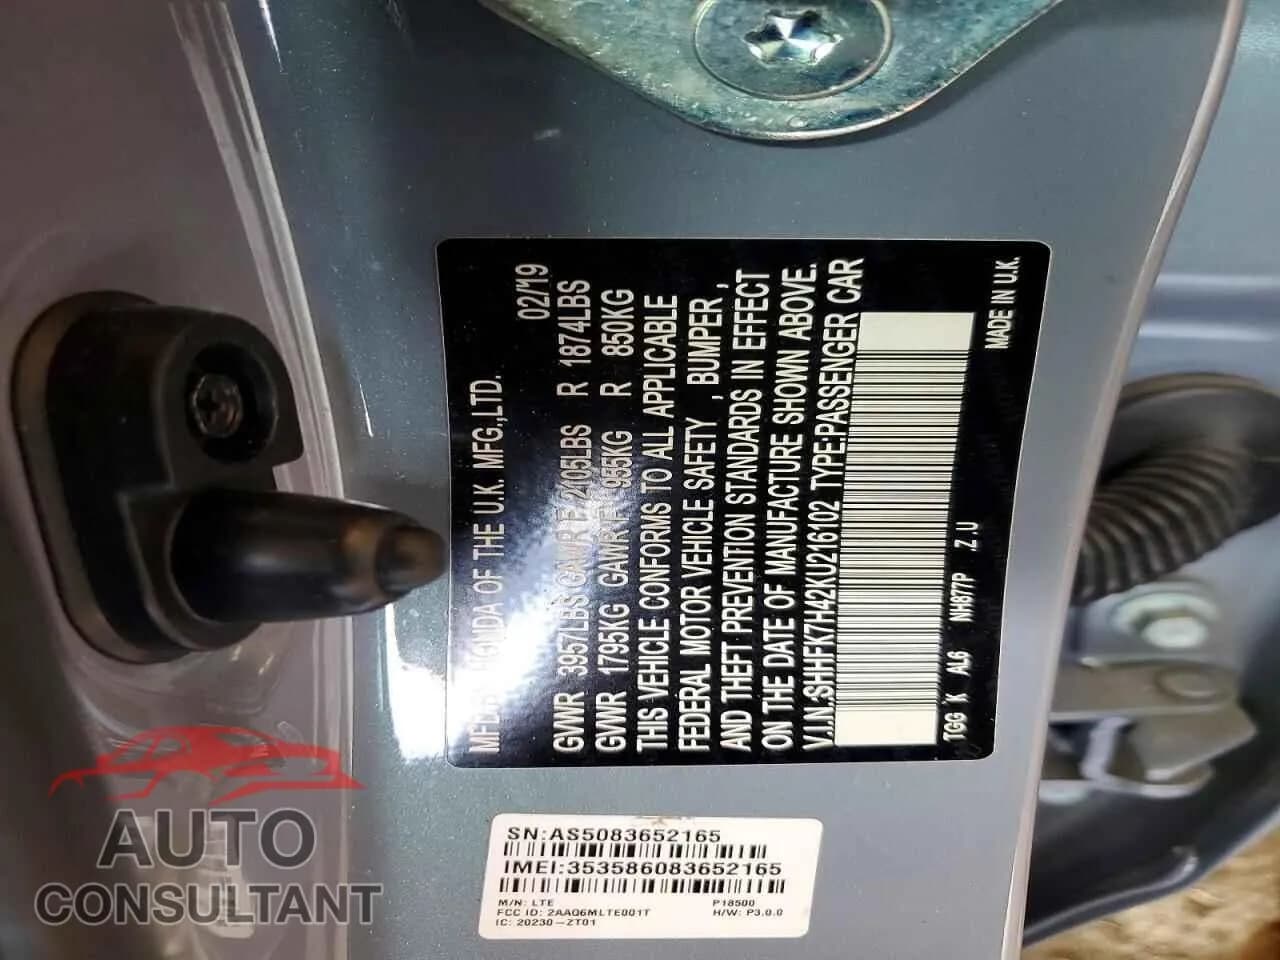 MFD. HONDA OF THE U.K. MFG.,LTD. 02/19
GVWR 3957LBS GAWR F 2105LBS R 1874LBS
GVWR 1795KG GAWR F 955KG R 850KG
THIS VEHICLE CONFORMS TO ALL APPLICABLE
FEDERAL MOTOR VEHICLE SAFETY , BUMPER ,
AND THEFT PREVENTION STANDARDS IN EFFECT
ON THE DATE OF MANUFACTURE SHOWN ABOVE.
V.I.N:SHHFK7H42KU216102 TYPE:PASSENGER CAR
TGG K AL6 NH877P Z.U MADE IN U.K.
SN:AS5083652165
IMEI:353586083652165
M/N: LTE P18500
FCC ID: 2AAQ6MLTE001T H/W: P3.0.0
IC: 20230-ZT01
AUTO
CONSULTANT